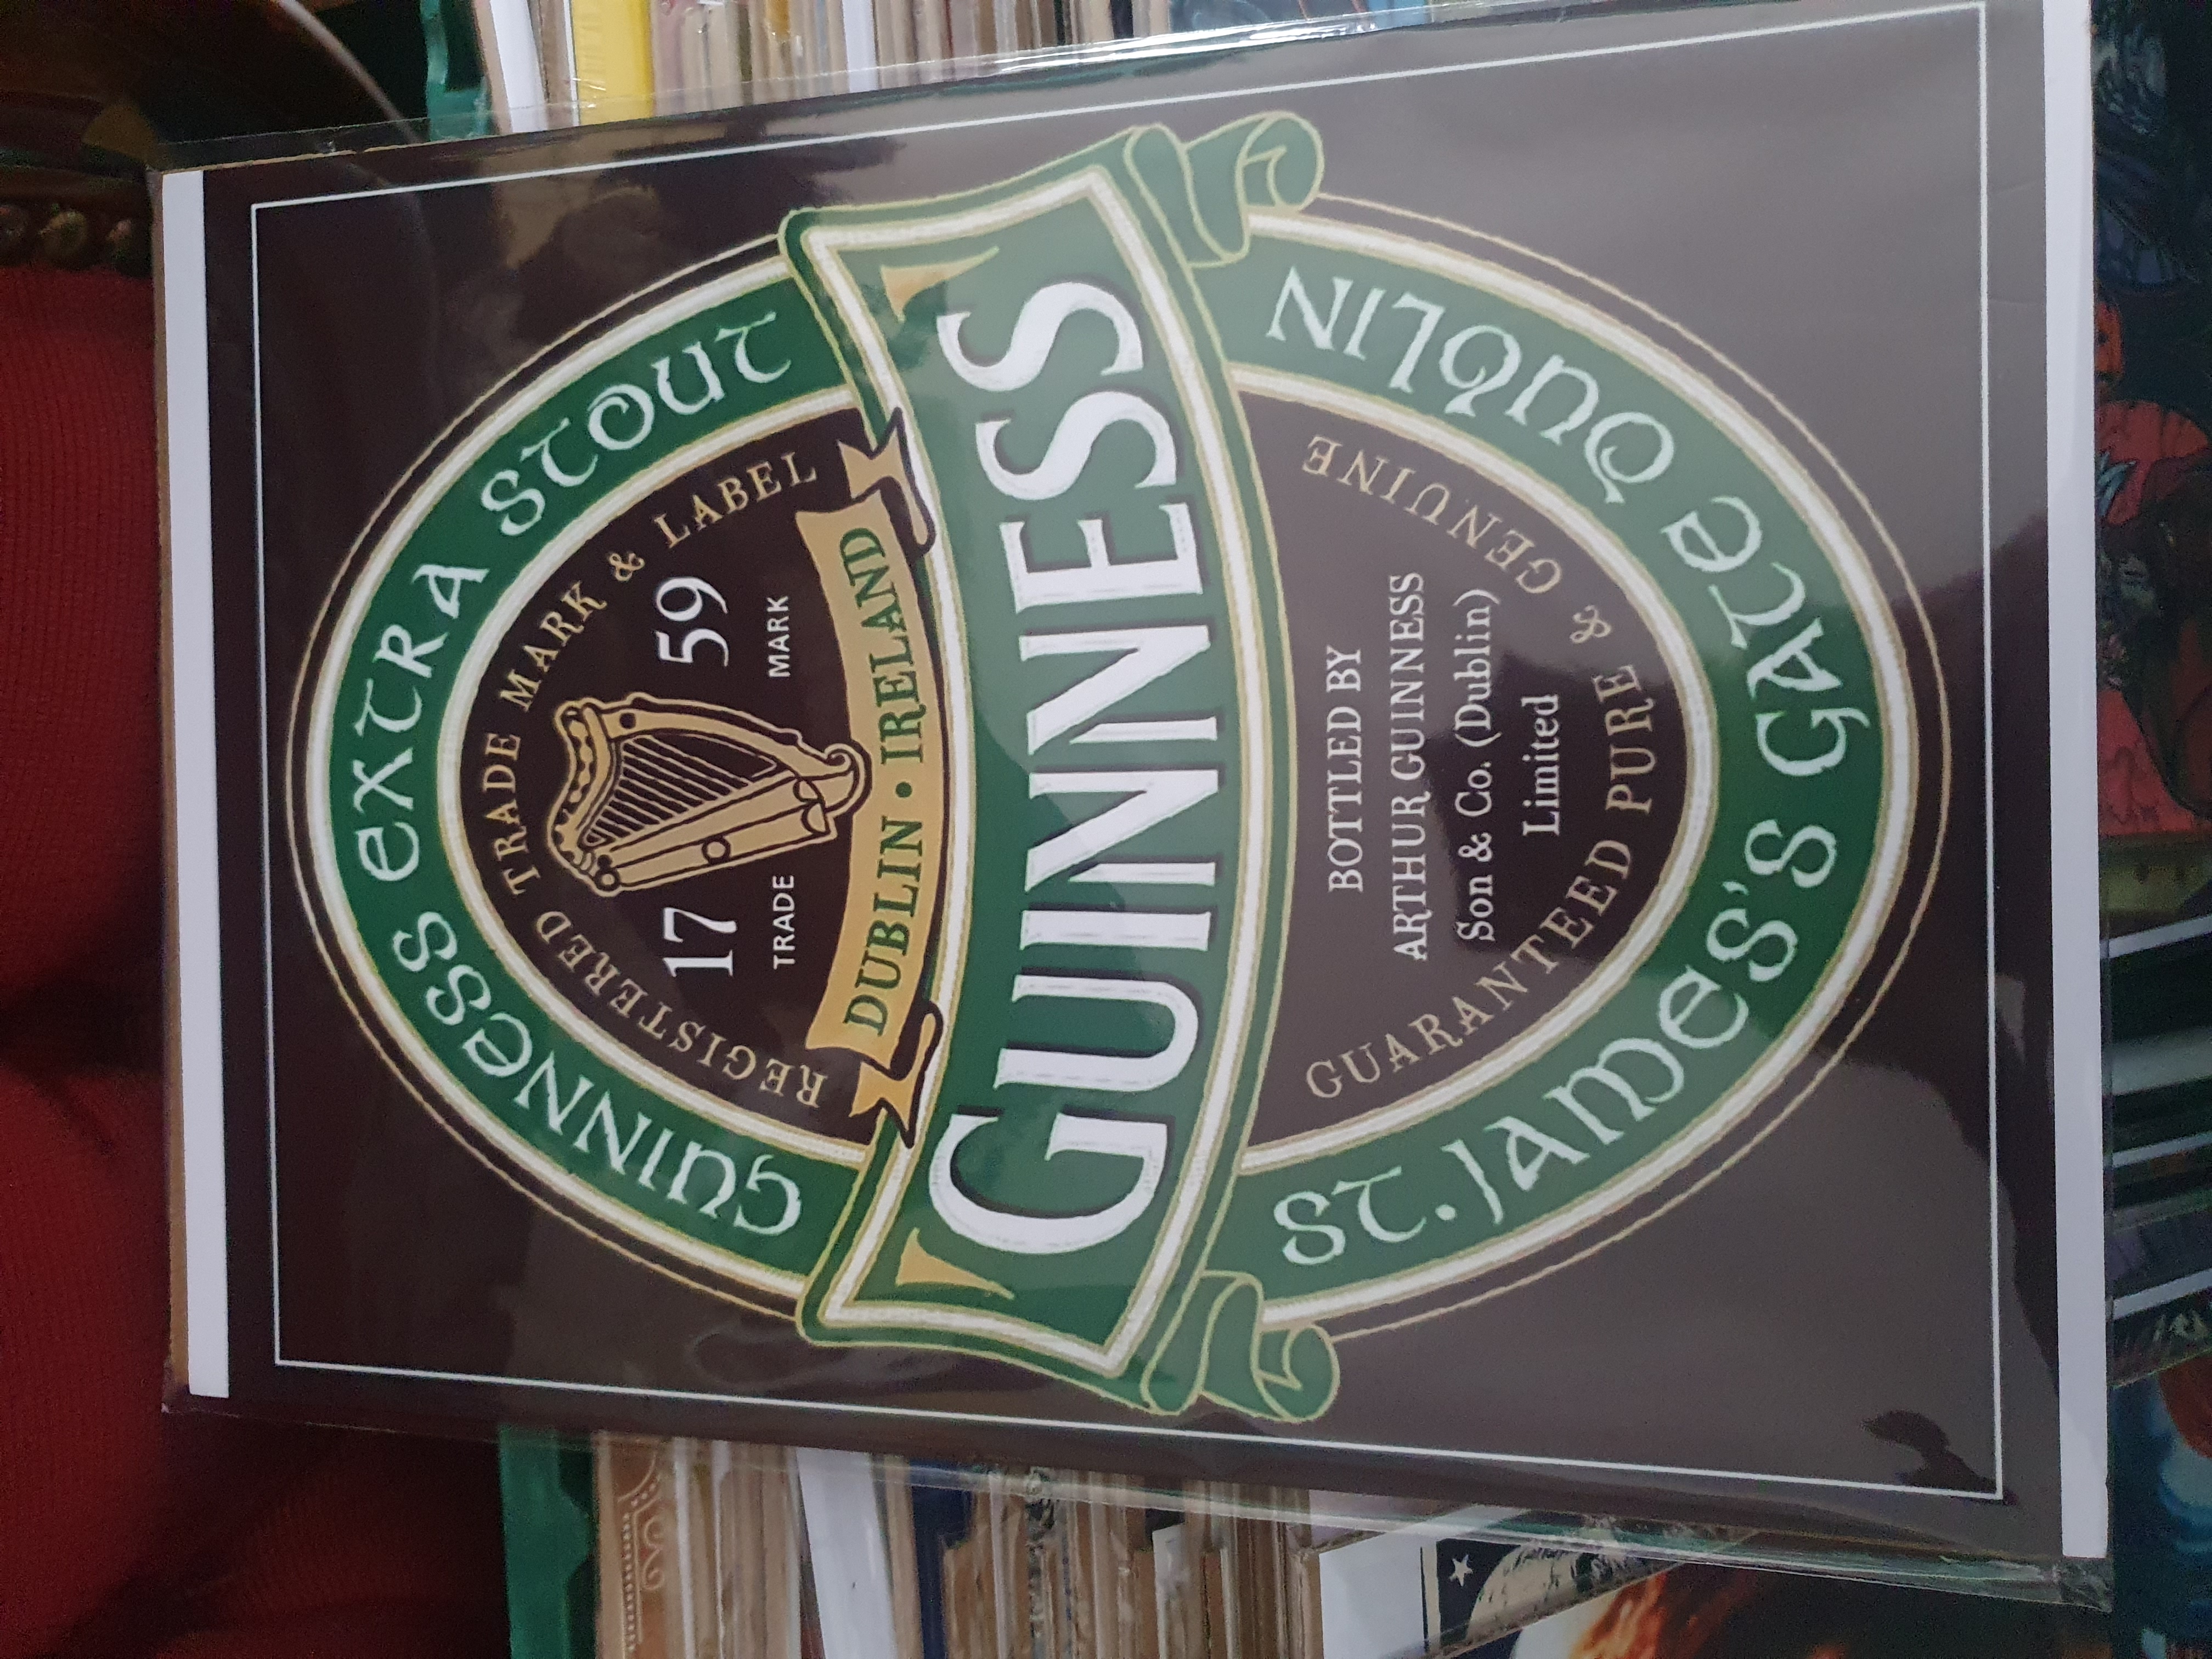 GUINNESS EXTRA STOUT
REGISTERED TRADE MARK & LABEL
17 59
TRADE MARK
DUBLIN • IRELAND
GUINNESS
BOTTLED BY
ARTHUR GUINNESS
Son & Co. (Dublin)
Limited
GUARANTEED PURE & GENUINE
ST. JAMES'S GATE DUBLIN